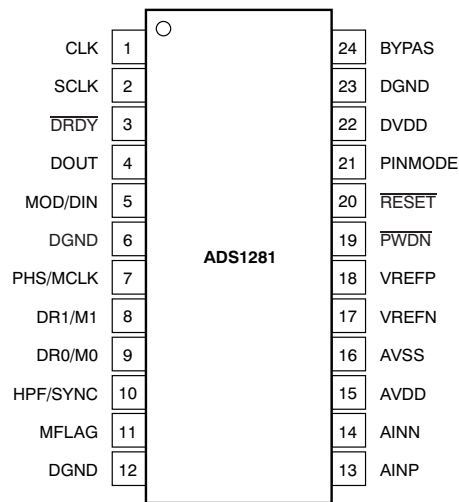 CLK 1
SCLK 2
DRDY 3
DOUT 4
MOD/DIN 5
DGND 6
PHS/MCLK 7
DR1/M1 8
DR0/M0 9
HPF/SYNC 10
MFLAG 11
DGND 12
ADS1281
24 BYPAS
23 DGND
22 DVDD
21 PINMODE
20 RESET
19 PWDN
18 VREFP
17 VREFN
16 AVSS
15 AVDD
14 AINN
13 AINP